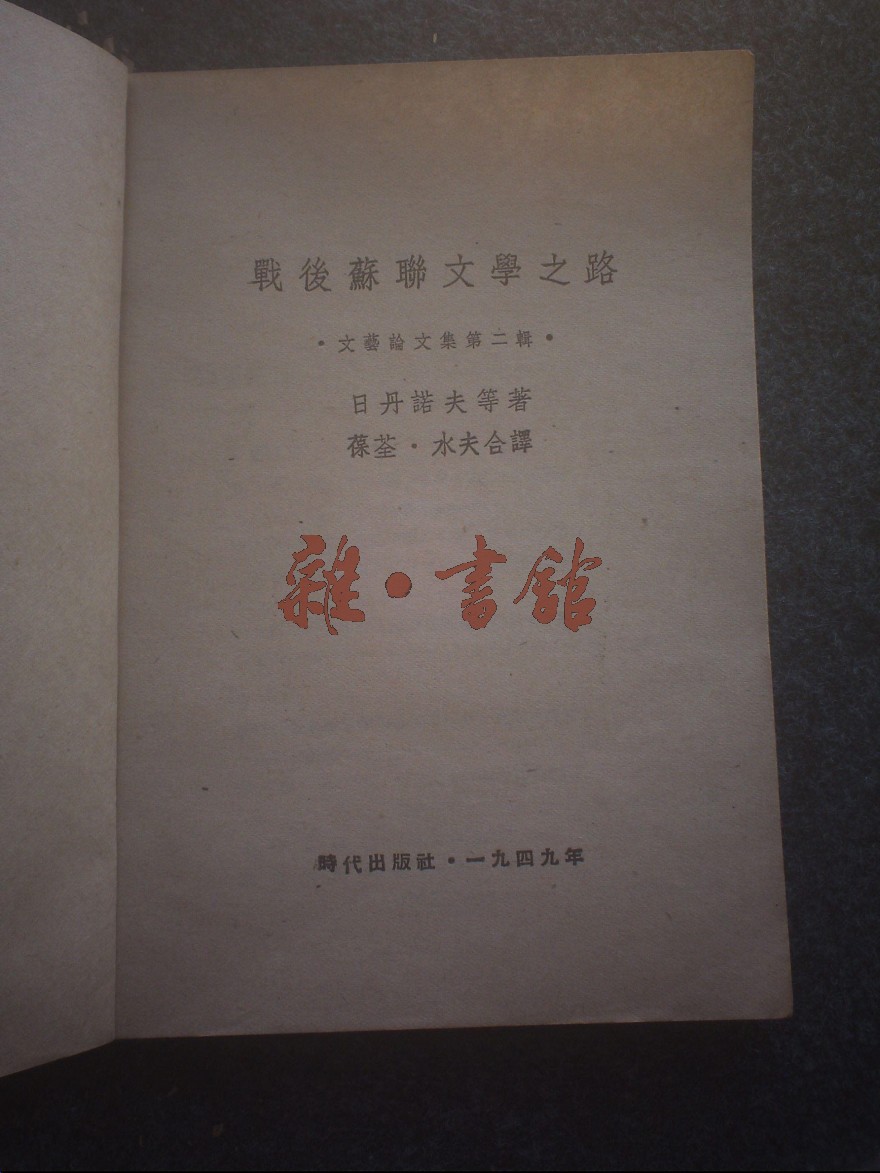 戰後蘇聯文學之路
•文藝論文集第二輯•
日丹諾夫等著
葆荃·水夫合譯
雜•書館
時代出版社·一九四九年